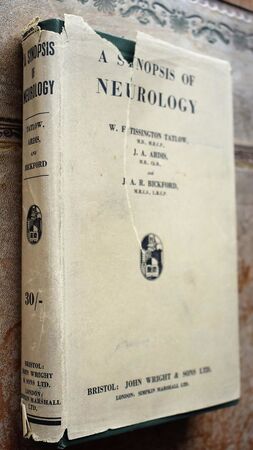 A SYNOPSIS
OF
NEUROLOGY
TATLOW,
ARDIS,
AND
BICKFORD
30/-
BRISTOL:
JOHN WRIGHT
& SONS LTD.
LONDON:
SIMPKIN MARSHALL
LTD.
A SYNOPSIS OF
NEUROLOGY
W. F. TISSINGTON TATLOW,
M.D., M.R.C.P.,
J. A. ARDIS,
M.B., CH.B.,
AND
J. A. R. BICKFORD,
M.R.C.S., L.R.C.P.
BRISTOL: JOHN WRIGHT & SONS LTD.
LONDON: SIMPKIN MARSHALL LTD.